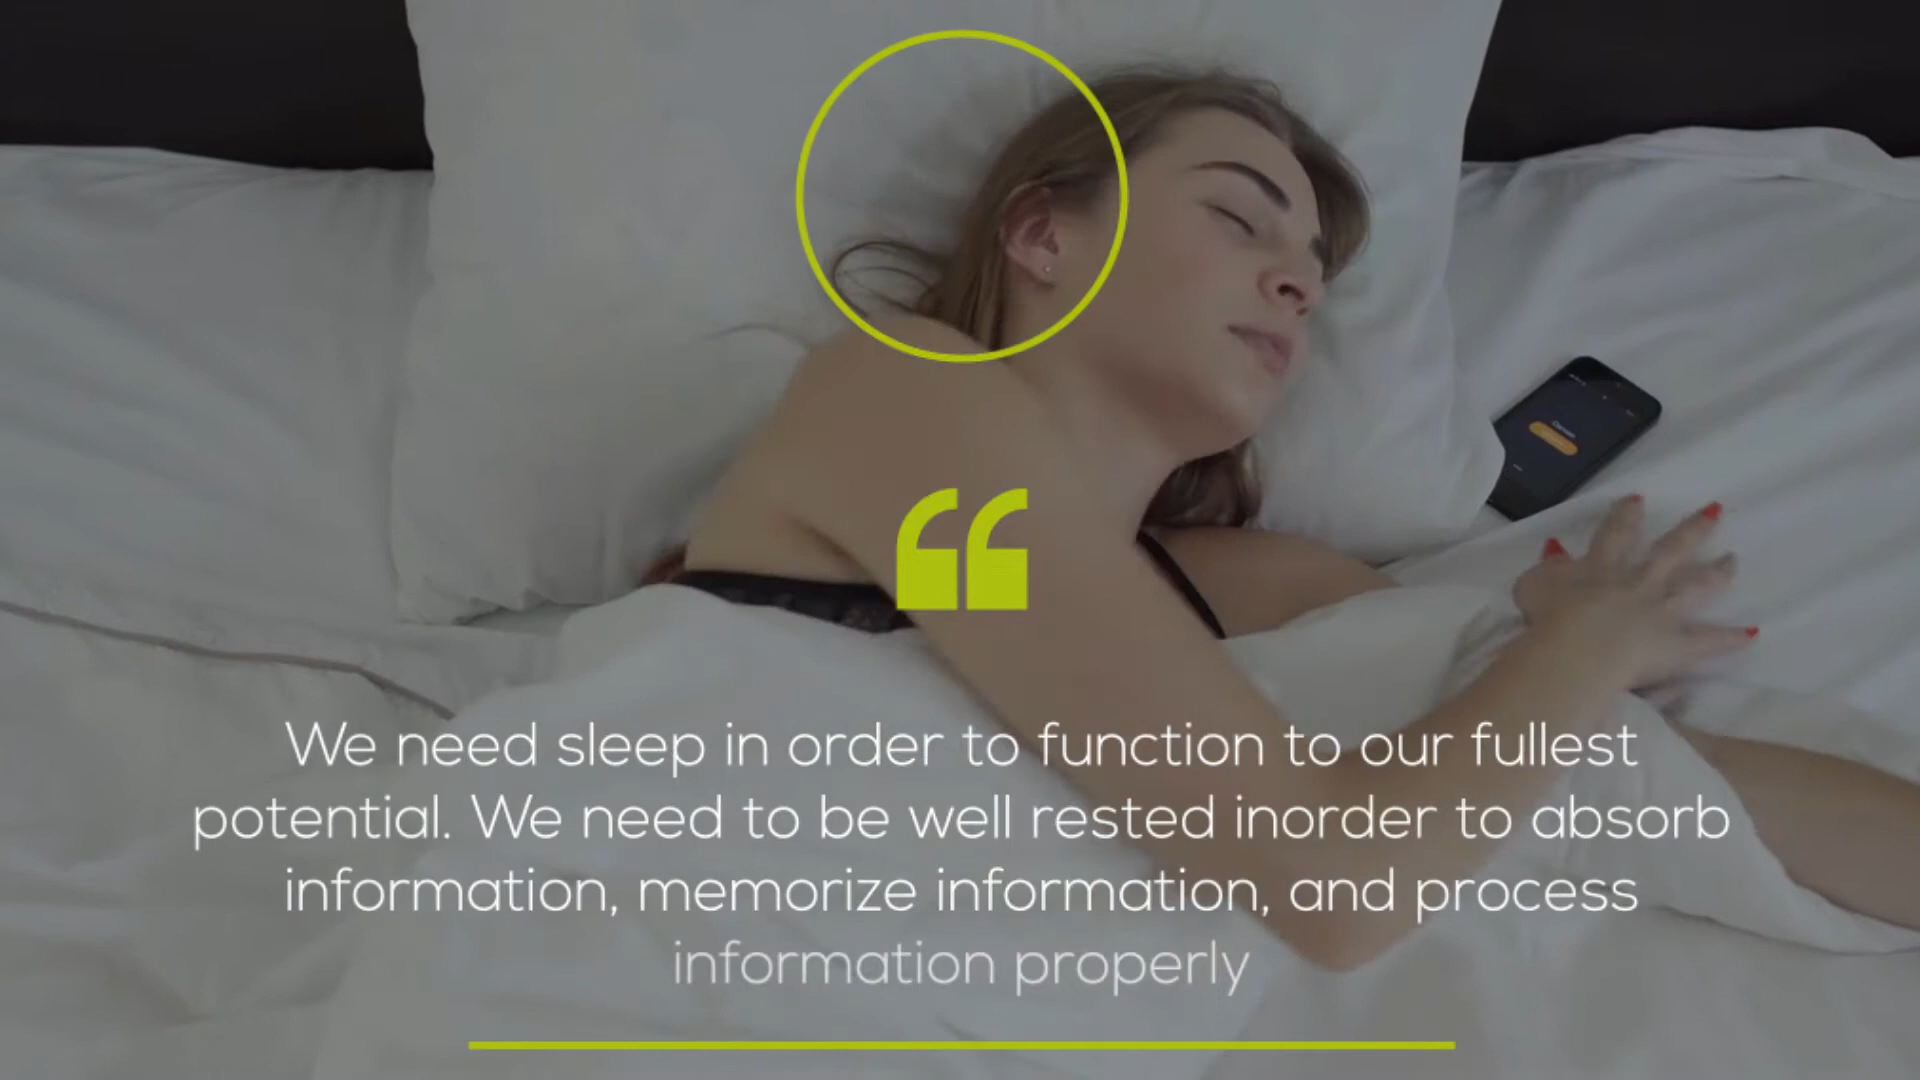 “
We need sleep in order to function to our fullest
potential. We need to be well rested inorder to absorb
information, memorize information, and process
information properly